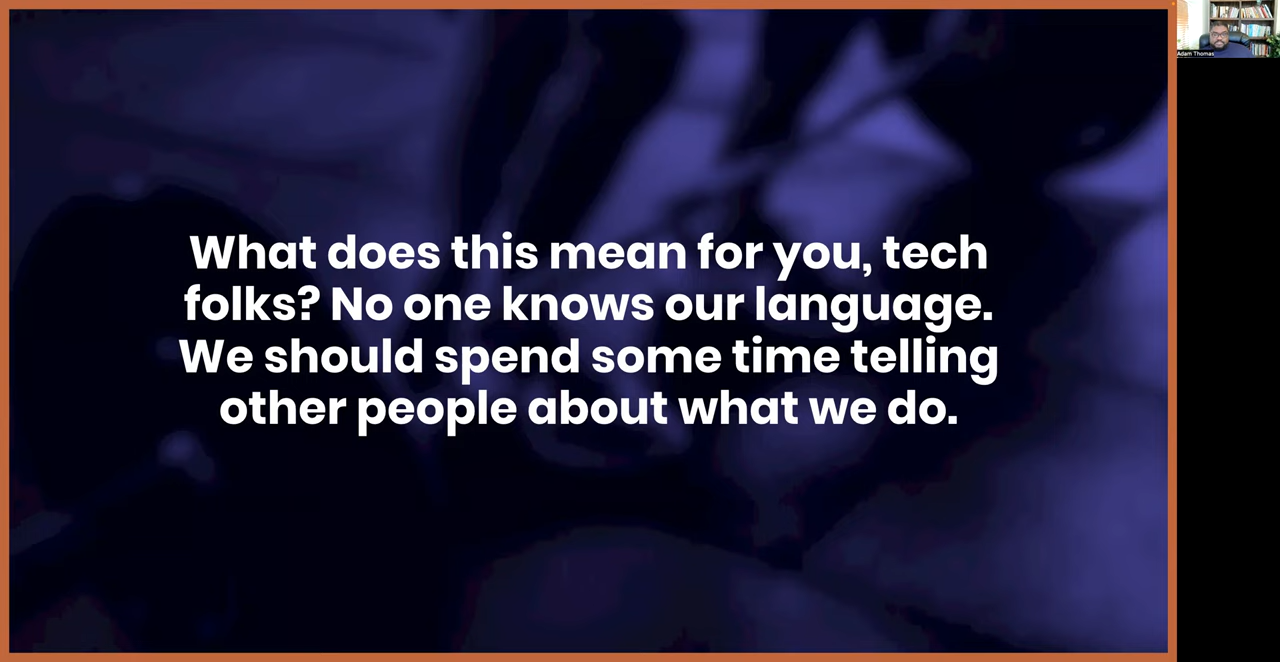 What does this mean for you, tech
folks? No one knows our language.
We should spend some time telling
other people about what we do.
Adam Thomas